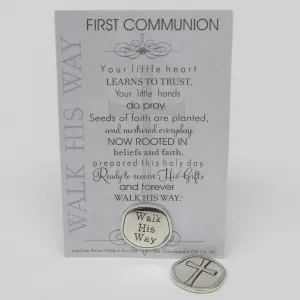 FIRST COMMUNION
WALK HIS WAY
Your little heart
LEARNS TO TRUST,
Your little hands
do pray.
Seeds of faith are planted,
and nurtured everyday.
NOW ROOTED IN
beliefs and faith,
prepared this holy day.
Ready to receive His Gifts
and forever
WALK HIS WAY.
Walk
His
Way